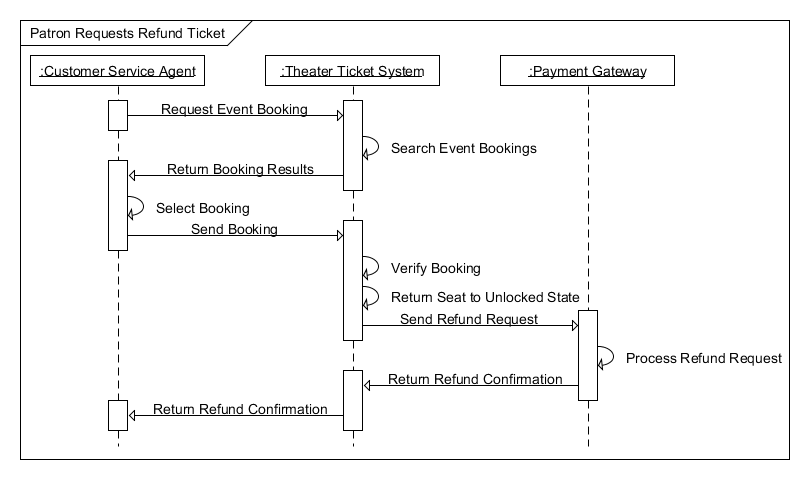 Patron Requests Refund Ticket
:Customer Service Agent
:Theater Ticket System
:Payment Gateway
Request Event Booking
Search Event Bookings
Return Booking Results
Select Booking
Send Booking
Verify Booking
Return Seat to Unlocked State
Send Refund Request
Process Refund Request
Return Refund Confirmation
Return Refund Confirmation